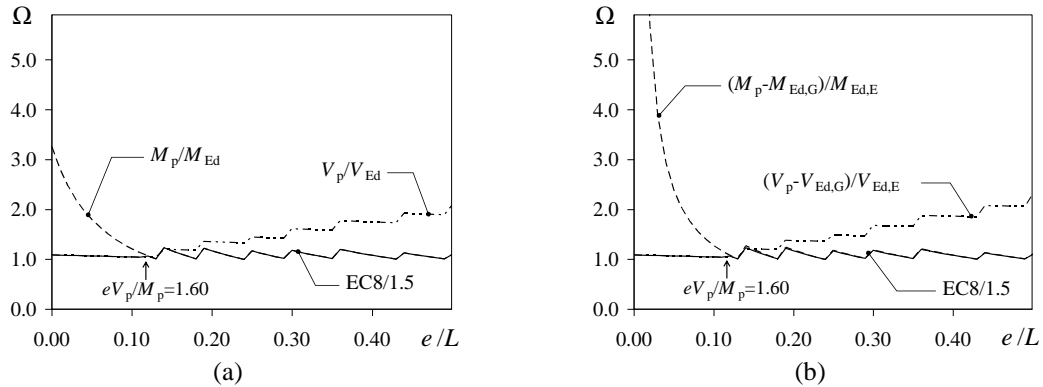 Ω
5.0
4.0
3.0
2.0
1.0
0.0
M_p/M_Ed
V_p/V_Ed
EC8/1.5
eV_p/M_p=1.60
0.00 0.10 0.20 0.30 0.40 e/L
(a)
Ω
5.0
4.0
3.0
2.0
1.0
0.0
(M_p-M_Ed,G)/M_Ed,E
(V_p-V_Ed,G)/V_Ed,E
EC8/1.5
eV_p/M_p=1.60
0.00 0.10 0.20 0.30 0.40 e/L
(b)